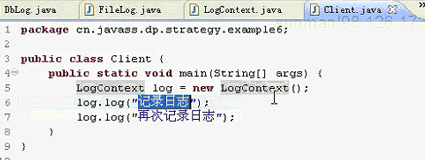 DbLog.java FileLog.java LogContext.java Client.java
1 package cn.javass.dp.strategy.example6;
2
3 public class Client {
4 public static void main(String[] args) {
5 LogContext log = new LogContext();
6 log.log("记录日志");
7 log.log("再次记录日志");
8 }
9 }